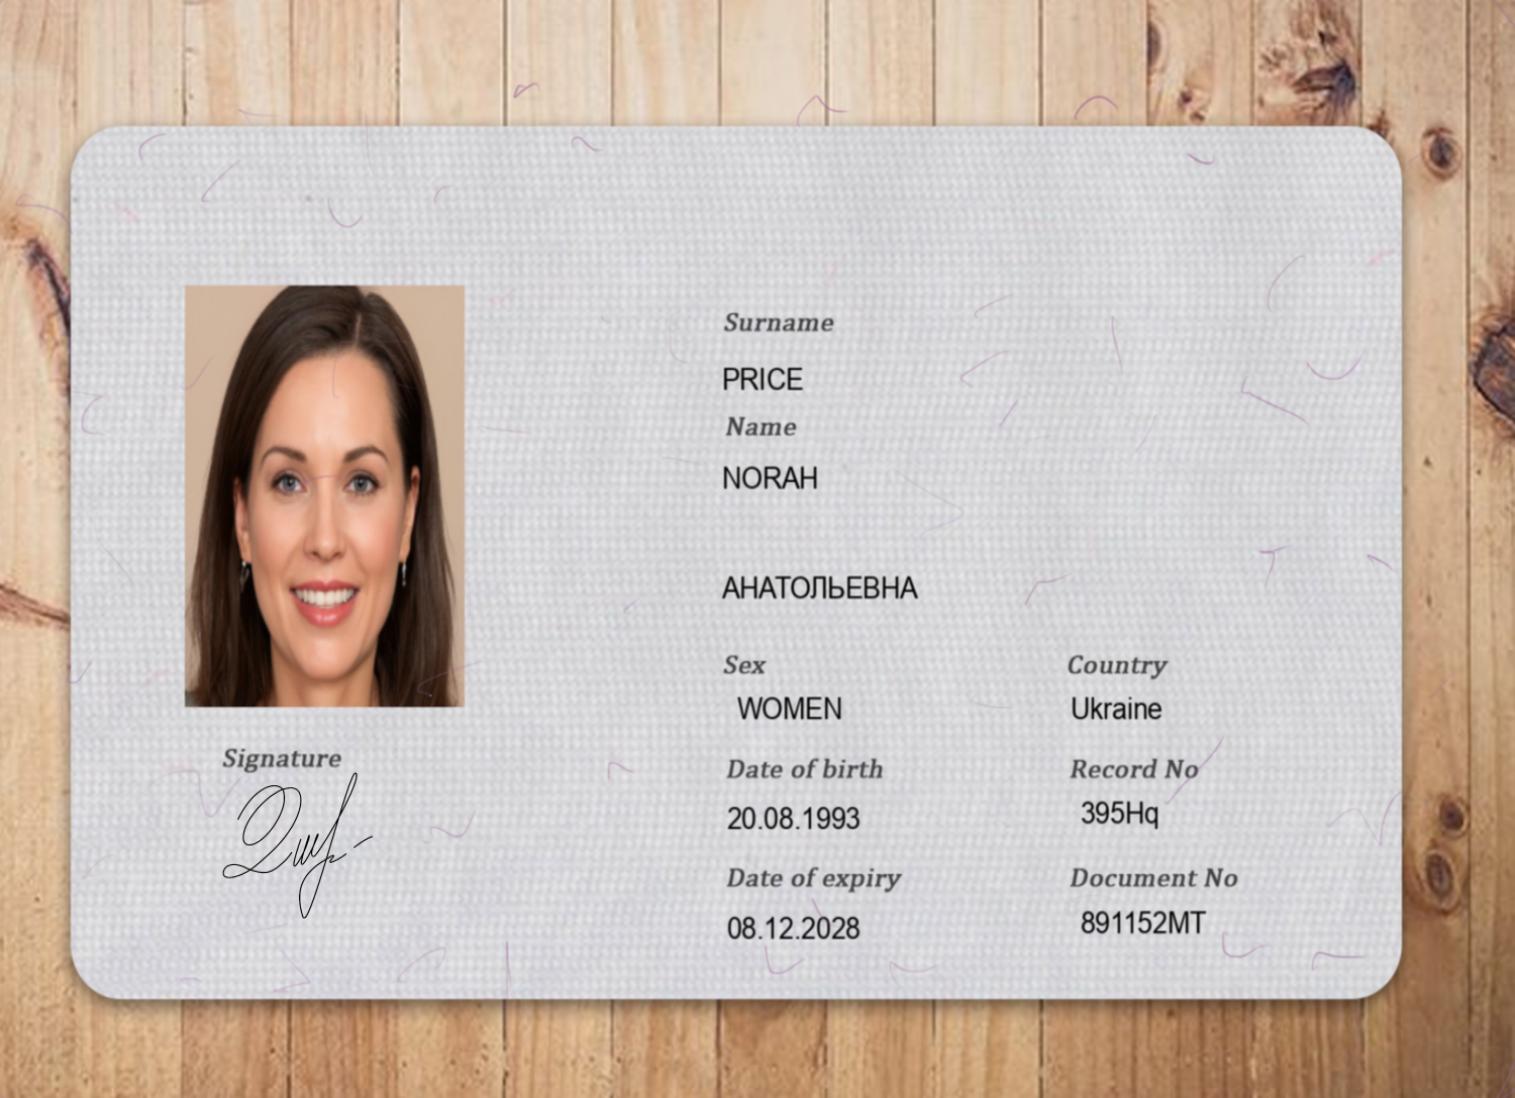 Surname
PRICE
Name
NORAH
АНАТОЛЬЕВНА
Sex Country
WOMEN Ukraine
Signature
Date of birth Record No
20.08.1993 395Hq
Date of expiry Document No
08.12.2028 891152MT